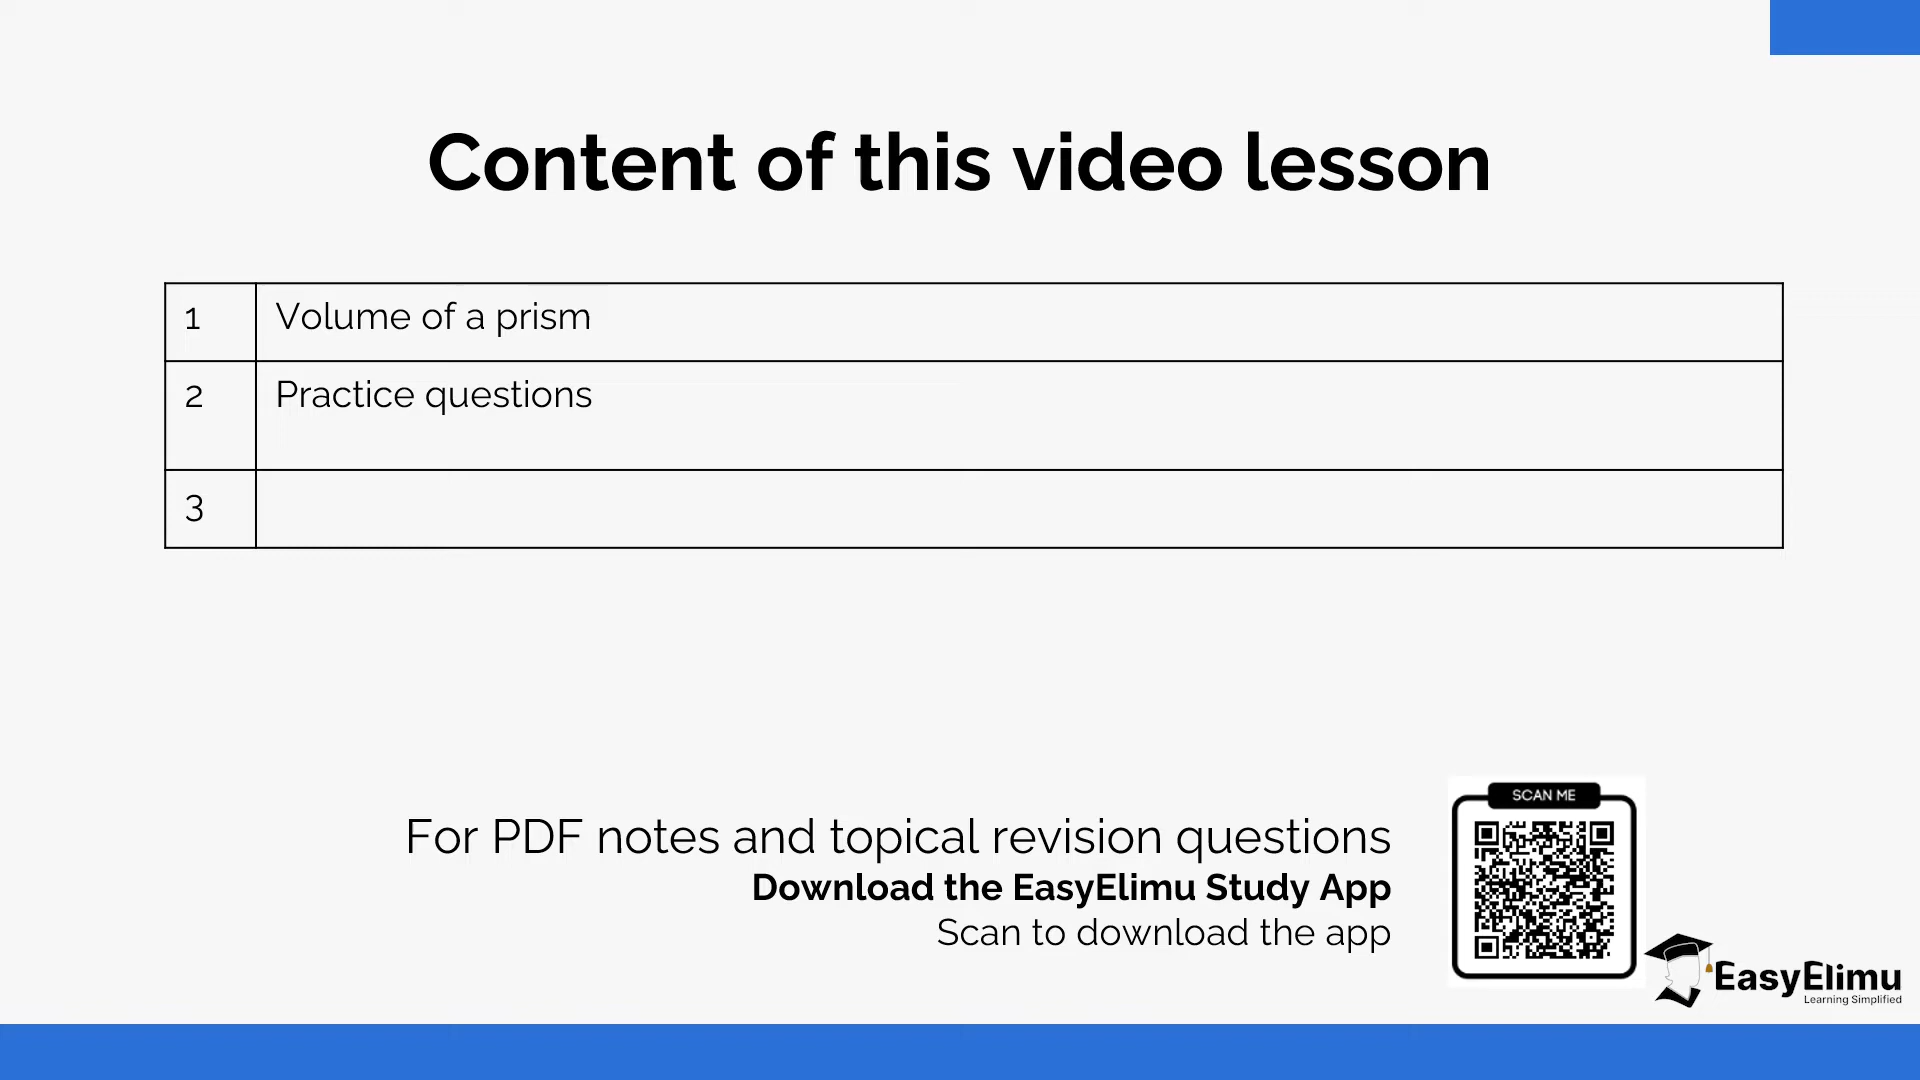 Content of this video lesson
1 Volume of a prism
2 Practice questions
3
For PDF notes and topical revision questions
Download the EasyElimu Study App
Scan to download the app
SCAN ME
EasyElimu
Learning Simplified